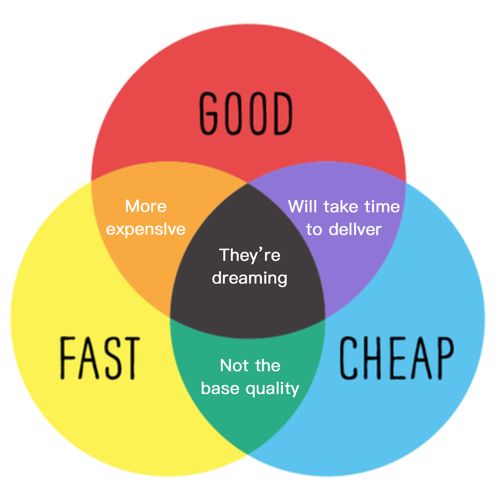 GOOD
More
expensive
Will take time
to deliver
They're
dreaming
FAST
CHEAP
Not the
base quality